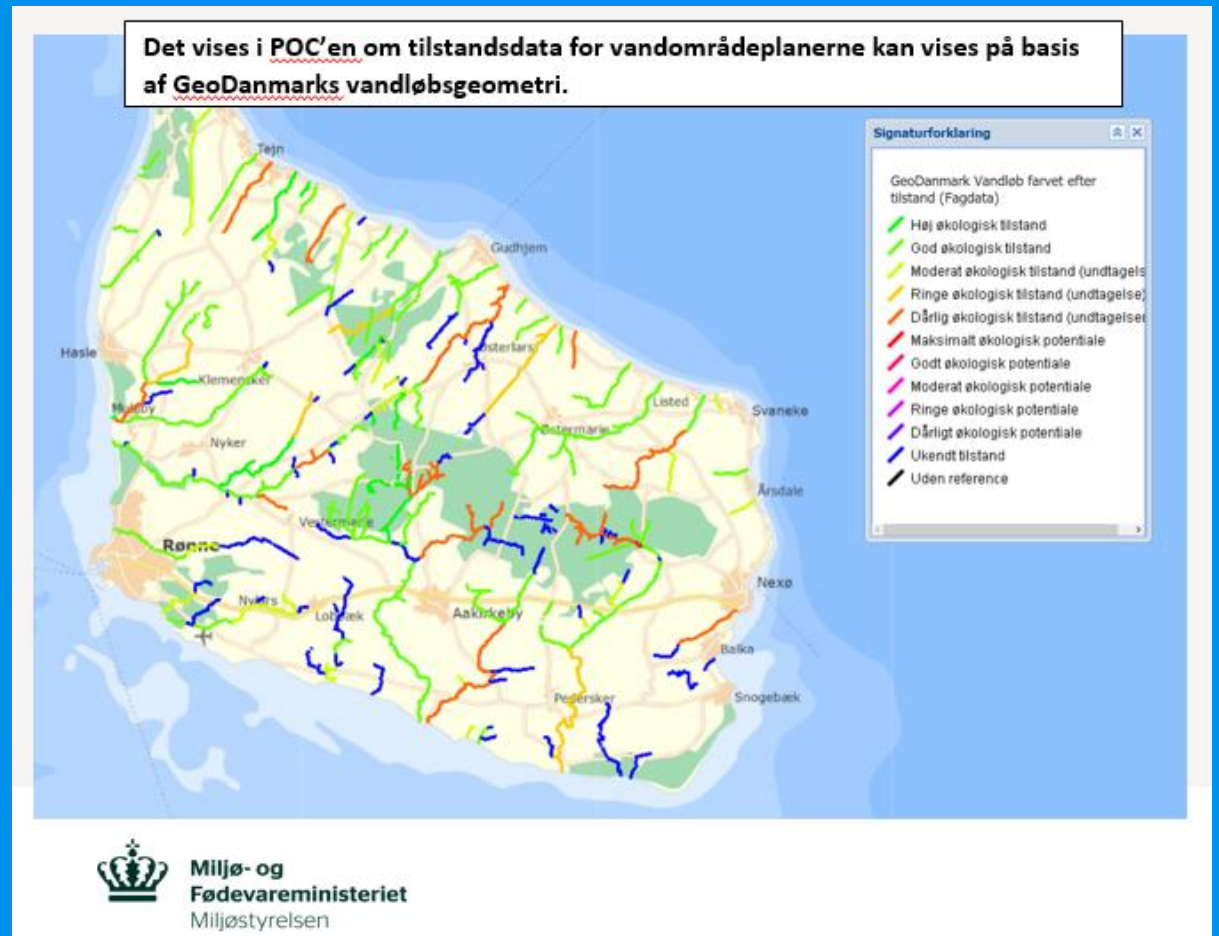 Det vises i POC'en om tilstandsdata for vandområdeplanerne kan vises på basis
af GeoDanmarks vandløbsgeometri.
Signaturforklaring
GeoDanmark Vandløb farvet efter
tilstand (Fagdata)
Høj økologisk tilstand
God økologisk tilstand
Moderat økologisk tilstand (undtagels
Ringe økologisk tilstand (undtagelse)
Dårlig økologisk tilstand (undtagelser
Maksimalt økologisk potentiale
Godt økologisk potentiale
Moderat økologisk potentiale
Ringe økologisk potentiale
Dårligt økologisk potentiale
Ukendt tilstand
Uden reference
Tejn
Gudhjem
Hasle
Østerlars
Klemensker
Muleby
Listed
Svaneke
Østermarie
Nyker
Årsdale
Vestermarie
Rønne
Nexø
Nylars
Lobbæk
Aakirkeby
Balka
Pedersker
Snogebæk
Miljø- og
Fødevareministeriet
Miljøstyrelsen